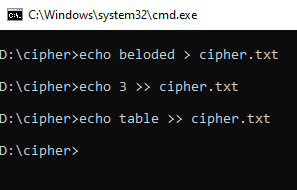 C:\Windows\system32\cmd.exe
D:\cipher>echo beloded > cipher.txt
D:\cipher>echo 3 >> cipher.txt
D:\cipher>echo table >> cipher.txt
D:\cipher>